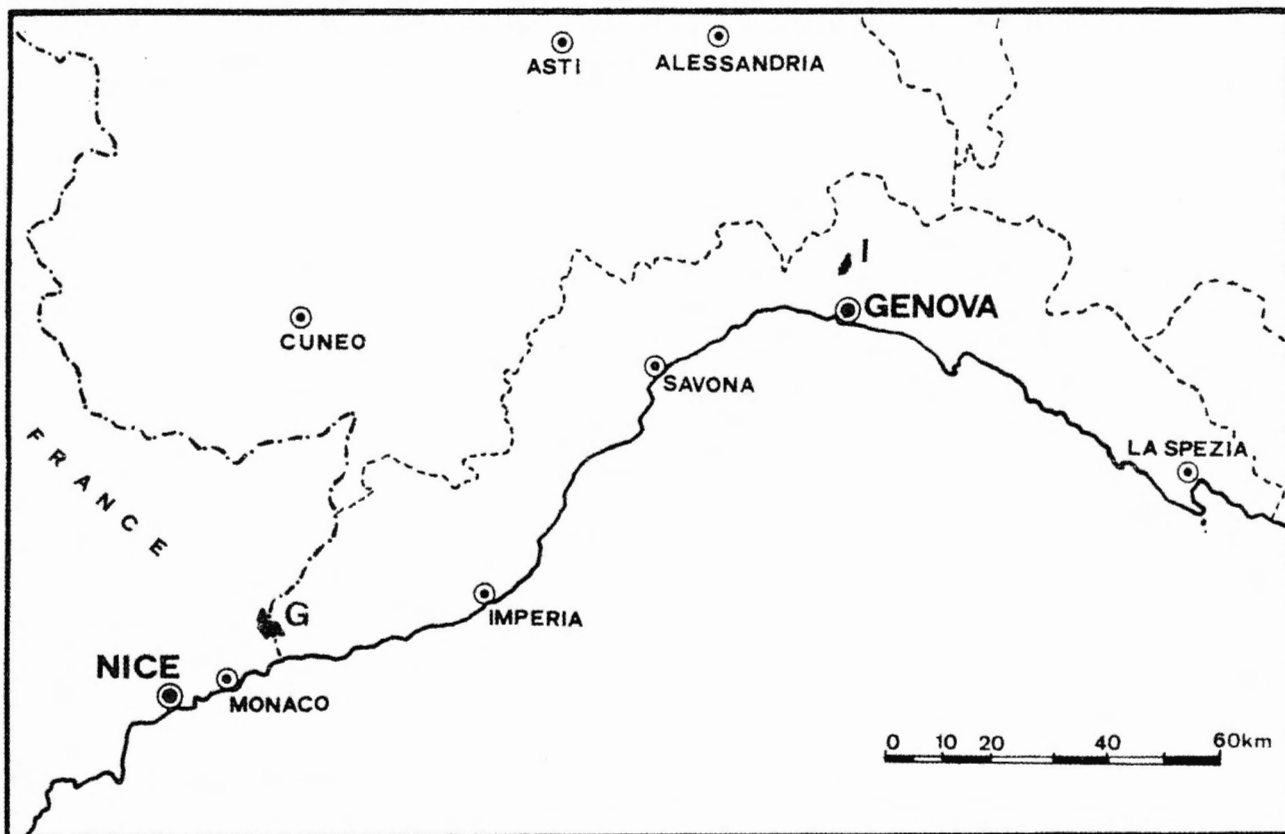 ASTI
ALESSANDRIA
I
GENOVA
CUNEO
SAVONA
FRANCE
LA SPEZIA
G
IMPERIA
NICE
MONACO
0 10 20 40 60km